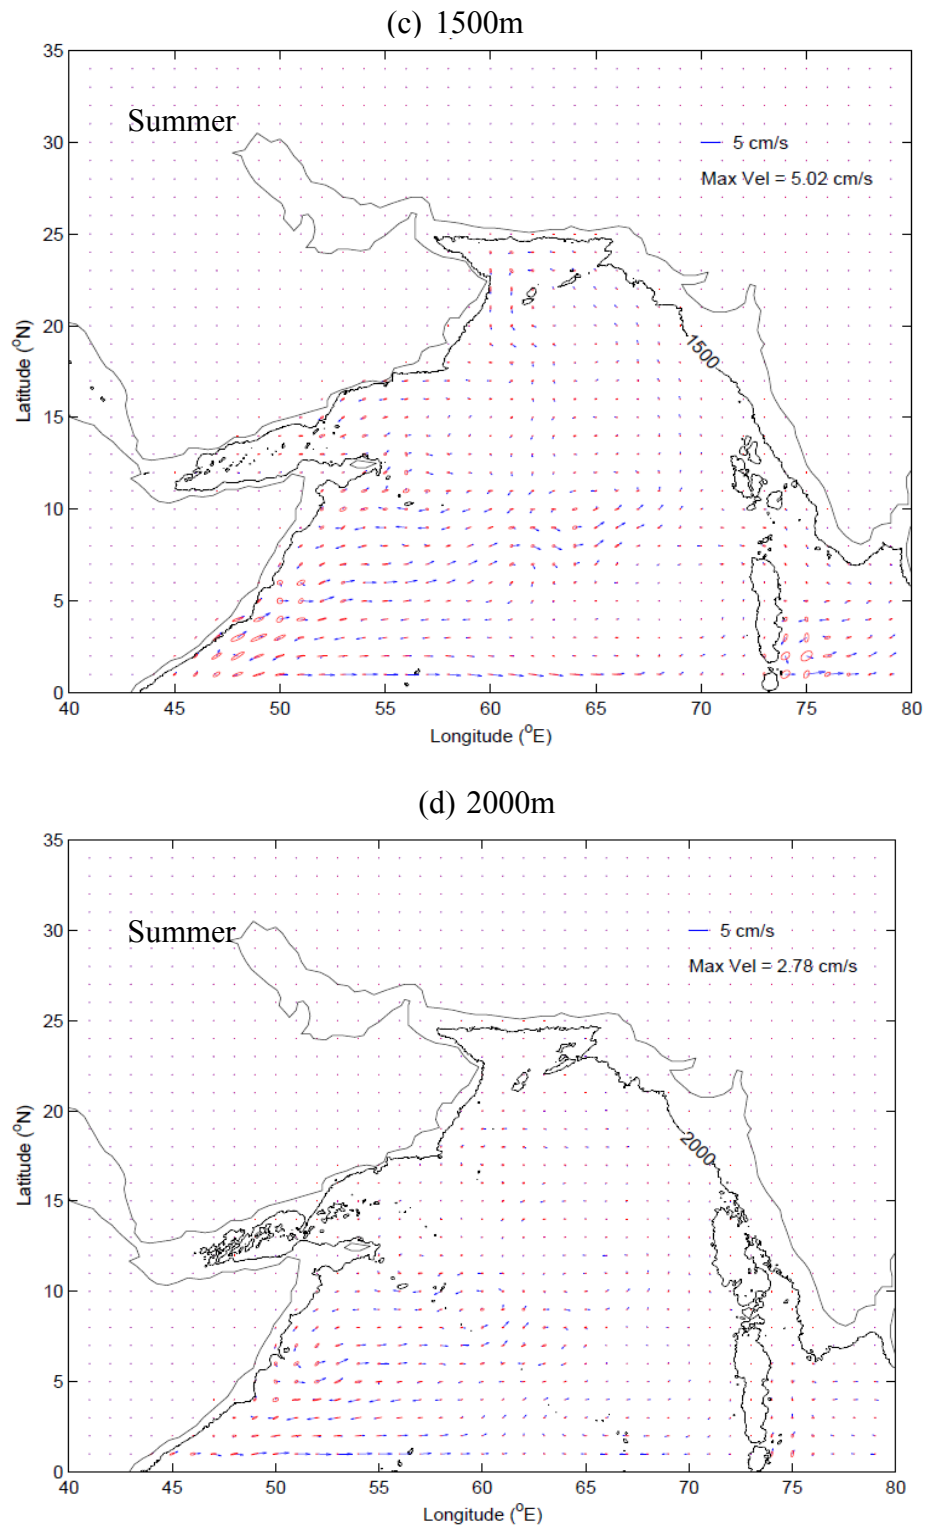 (c) 1500m
35
30
25
20
15
10
5
0
Latitude (°N)
Summer
5 cm/s
Max Vel = 5.02 cm/s
1500
40 45 50 55 60 65 70 75 80
Longitude (°E)
(d) 2000m
35
30
25
20
15
10
5
0
Latitude (°N)
Summer
5 cm/s
Max Vel = 2.78 cm/s
2000
40 45 50 55 60 65 70 75 80
Longitude (°E)